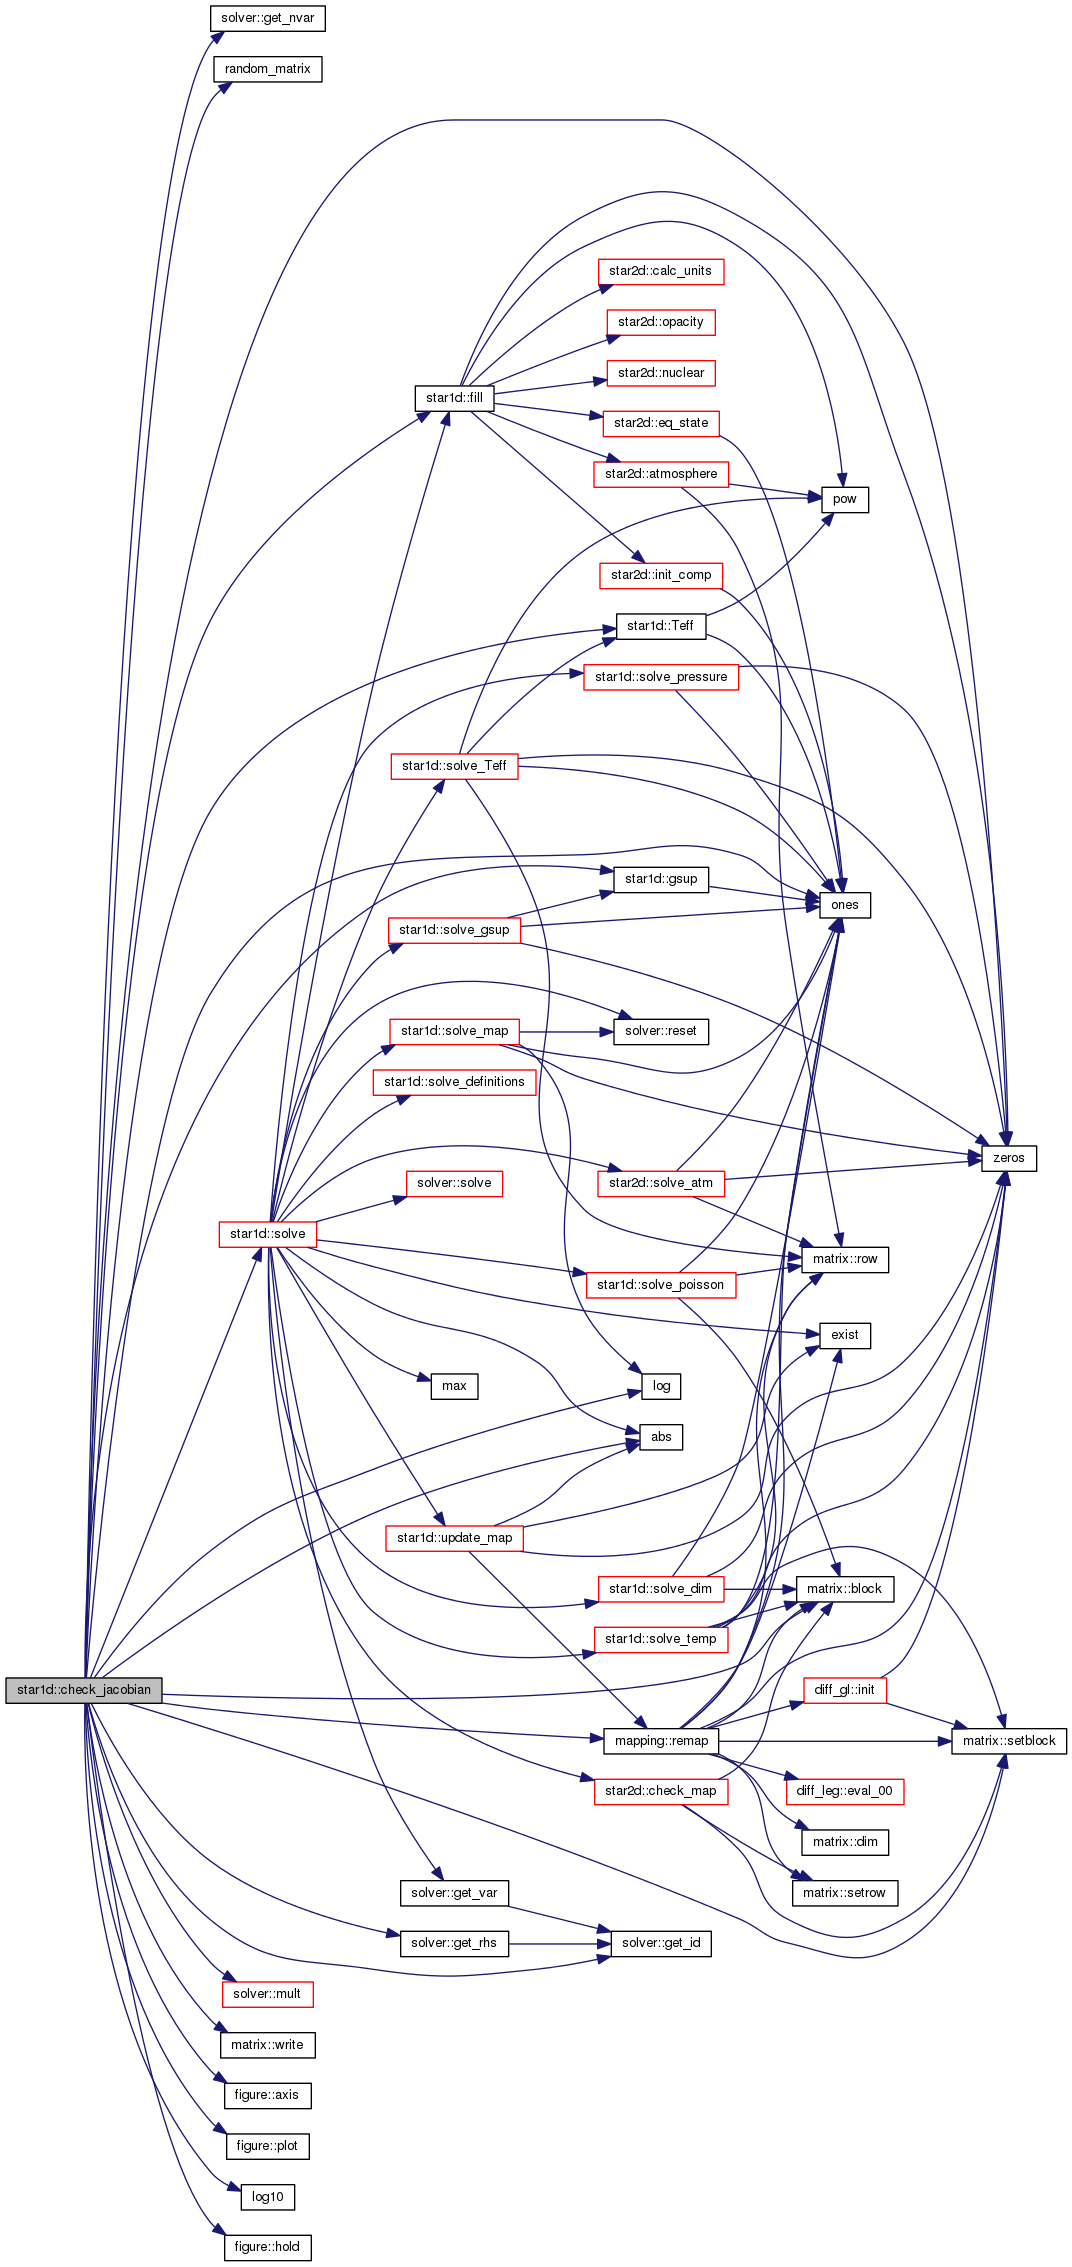 solver::get_nvar
random_matrix
star2d::calc_units
star2d::opacity
star2d::nuclear
star1d::fill
star2d::eq_state
star2d::atmosphere
pow
star2d::init_comp
star1d::Teff
star1d::solve_pressure
star1d::solve_Teff
star1d::gsup
ones
star1d::solve_gsup
star1d::solve_map
solver::reset
star1d::solve_definitions
zeros
solver::solve
star2d::solve_atm
star1d::solve
matrix::row
star1d::solve_poisson
exist
max
log
abs
star1d::update_map
star1d::solve_dim
matrix::block
star1d::solve_temp
star1d::check_jacobian
diff_gl::init
mapping::remap
matrix::setblock
star2d::check_map
diff_leg::eval_00
matrix::dim
solver::get_var
matrix::setrow
solver::get_rhs
solver::get_id
solver::mult
matrix::write
figure::axis
figure::plot
log10
figure::hold